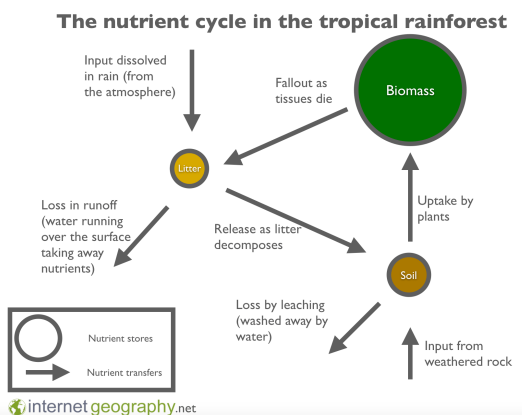 The nutrient cycle in the tropical rainforest
Input dissolved
in rain (from
the atmosphere)
Fallout as
tissues die
Biomass
Litter
Loss in runoff
(water running
over the surface
taking away
nutrients)
Release as litter
decomposes
Uptake by
plants
Soil
Loss by leaching
(washed away by
water)
Input from
weathered rock
Nutrient stores
Nutrient transfers
internetgeography.net